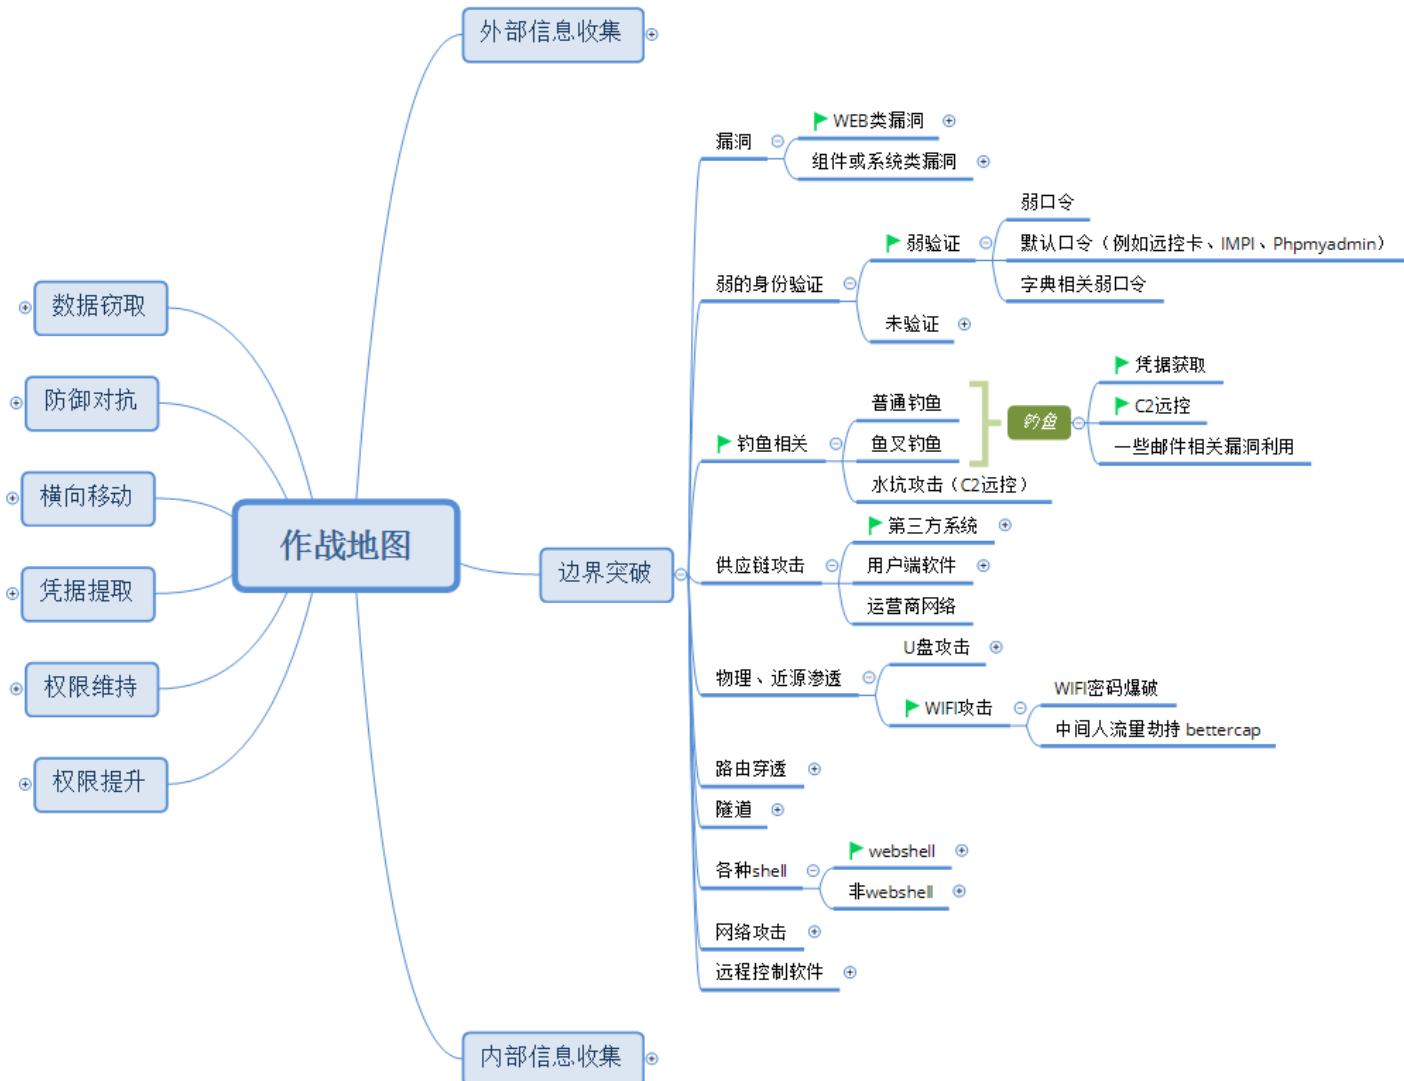 外部信息收集
漏洞
WEB类漏洞
组件或系统类漏洞
弱的身份验证
弱验证
弱口令
默认口令（例如远控卡、IMPI、Phpmyadmin）
字典相关弱口令
未验证
钓鱼相关
普通钓鱼
鱼叉钓鱼
水坑攻击（C2远控）
钓鱼
凭据获取
C2远控
一些邮件相关漏洞利用
供应链攻击
第三方系统
用户端软件
运营商网络
物理、近源渗透
U盘攻击
WIFI攻击
WIFI密码爆破
中间人流量劫持 bettercap
路由穿透
隧道
各种shell
webshell
非webshell
网络攻击
远程控制软件
边界突破
作战地图
数据窃取
防御对抗
横向移动
凭据提取
权限维持
权限提升
内部信息收集